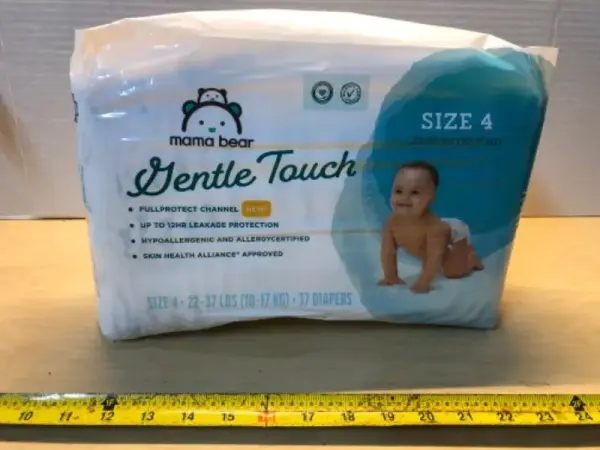 mama bear
SIZE 4
Gentle Touch
• FULLPROTECT CHANNEL NEW!
• UP TO 12HR LEAKAGE PROTECTION
• HYPOALLERGENIC AND ALLERGYCERTIFIED
• SKIN HEALTH ALLIANCE® APPROVED
SIZE 4 • 22-37 LBS (10-17 KG) • 37 DIAPERS
10 11 12 13 14 15 17 18 19 20 21 22 23 24